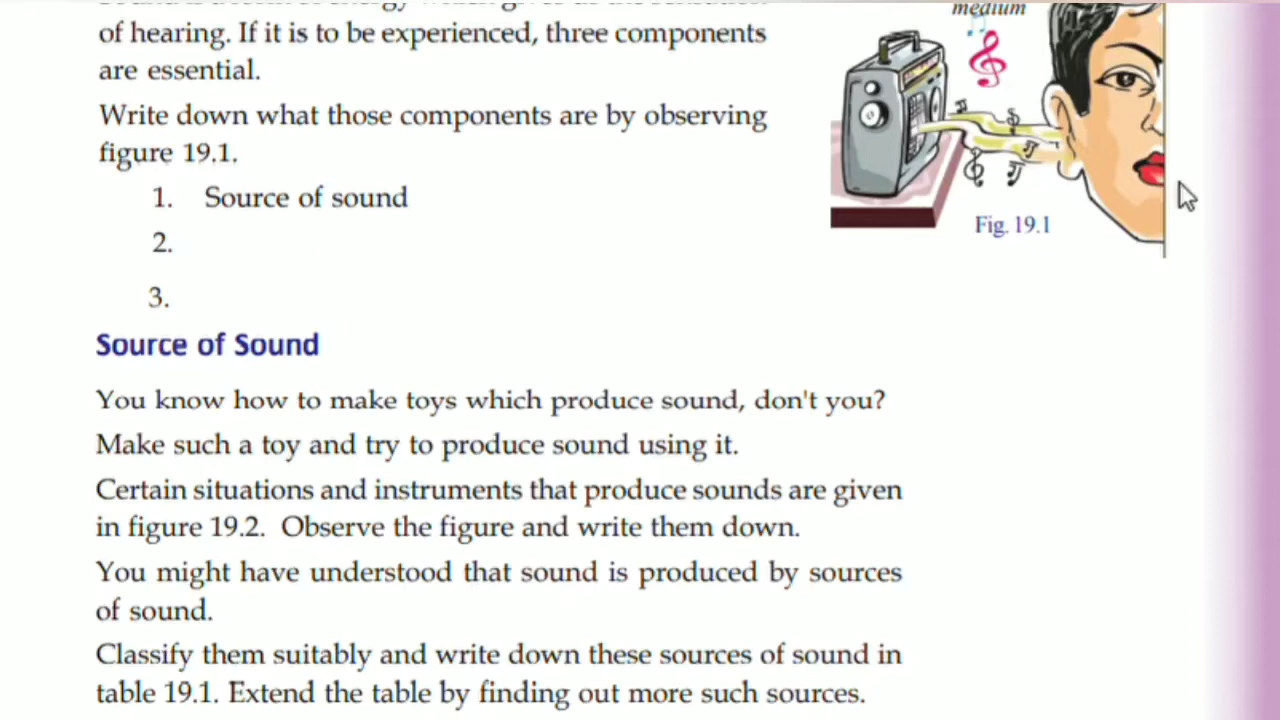 medium
of hearing. If it is to be experienced, three components
are essential.
Write down what those components are by observing
figure 19.1.
1. Source of sound
2.
3.
Fig. 19.1
Source of Sound
You know how to make toys which produce sound, don't you?
Make such a toy and try to produce sound using it.
Certain situations and instruments that produce sounds are given
in figure 19.2. Observe the figure and write them down.
You might have understood that sound is produced by sources
of sound.
Classify them suitably and write down these sources of sound in
table 19.1. Extend the table by finding out more such sources.